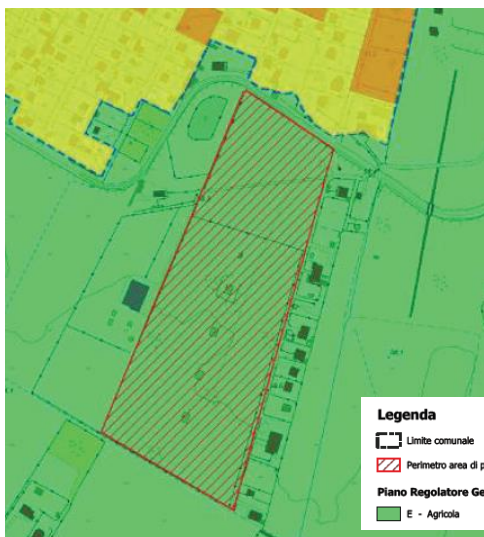 Legenda
Limite comunale
Perimetro area di p
Piano Regolatore Ge
E - Agricola